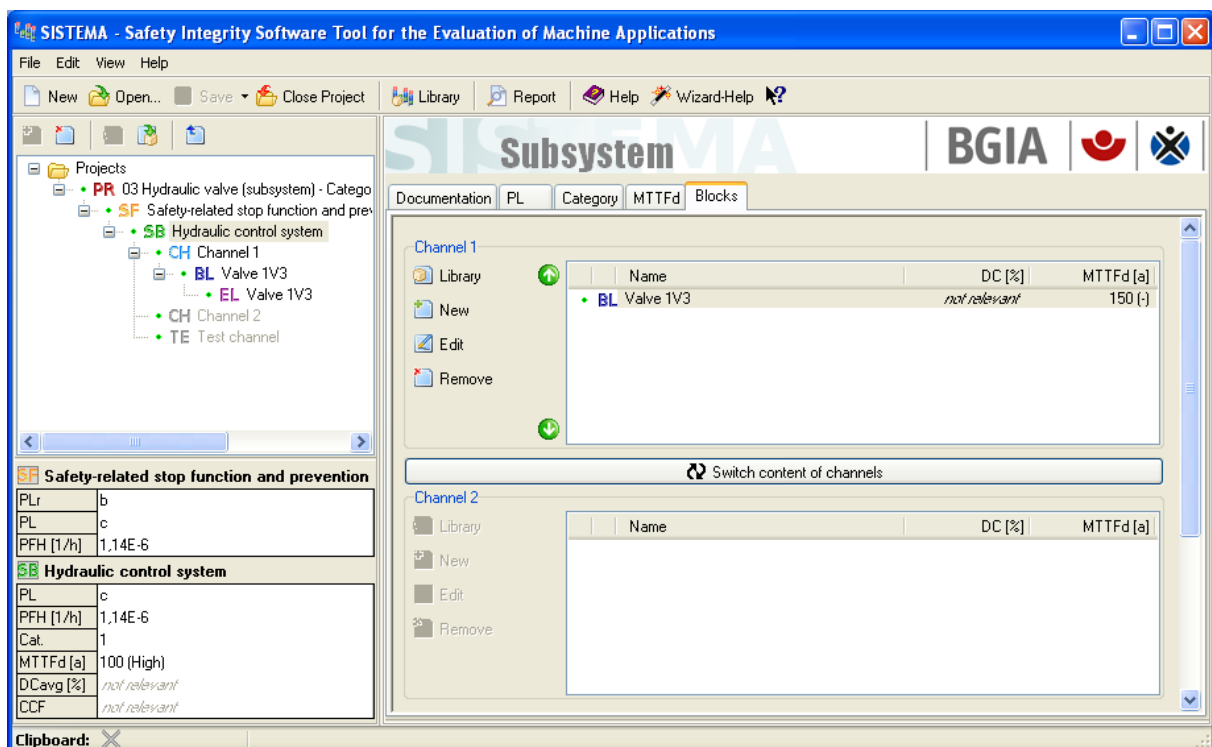 SISTEMA - Safety Integrity Software Tool for the Evaluation of Machine Applications
File Edit View Help
New Open... Save Close Project Library Report Help Wizard-Help
Projects
PR 03 Hydraulic valve (subsystem) - Catego
SF Safety-related stop function and prev
SB Hydraulic control system
CH Channel 1
BL Valve 1V3
EL Valve 1V3
CH Channel 2
TE Test channel
SF Safety-related stop function and prevention
PLr b
PL c
PFH [1/h] 1,14E-6
SB Hydraulic control system
PL c
PFH [1/h] 1,14E-6
Cat. 1
MTTFd [a] 100 (High)
DCavg [%] not relevant
CCF not relevant
SISTEMA
Subsystem
BGIA
Documentation PL Category MTTFd Blocks
Channel 1
Library
New
Edit
Remove
Name DC [%] MTTFd [a]
BL Valve 1V3 not relevant 150 (-)
Switch content of channels
Channel 2
Library
New
Edit
Remove
Name DC [%] MTTFd [a]
Clipboard: